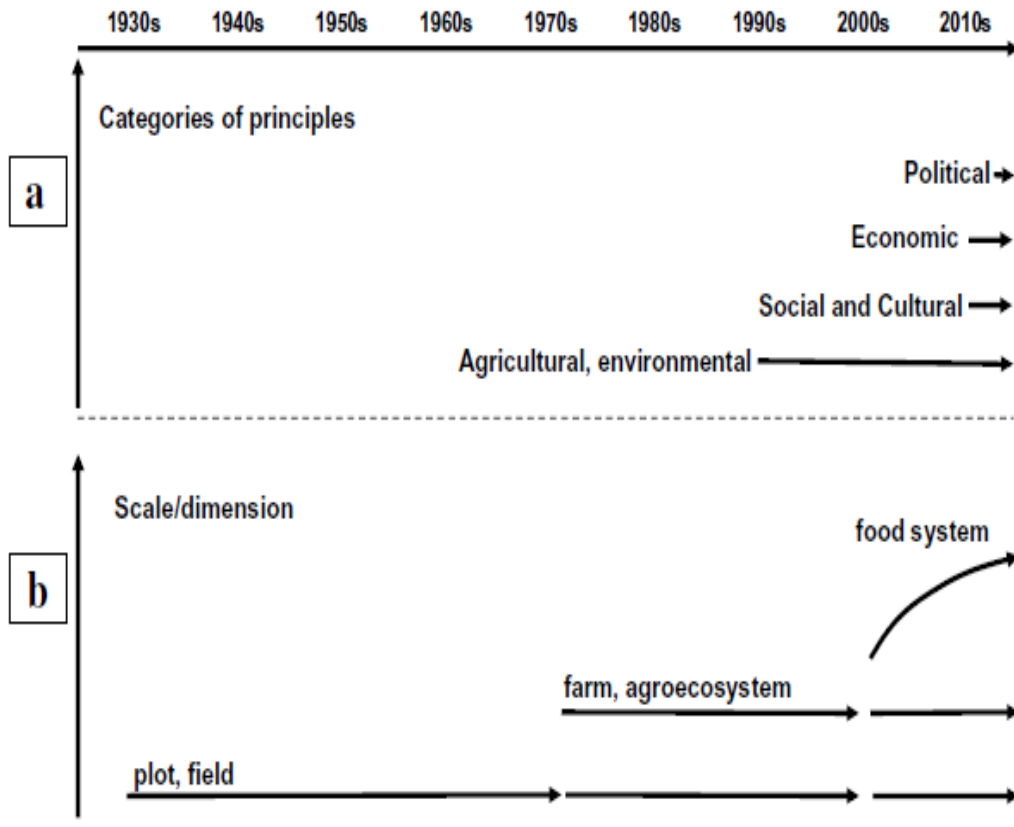 1930s 1940s 1950s 1960s 1970s 1980s 1990s 2000s 2010s
Categories of principles
a
Political
Economic
Social and Cultural
Agricultural, environmental
Scale/dimension
food system
b
farm, agroecosystem
plot, field